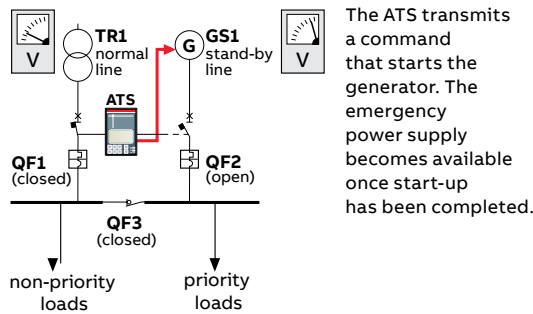 V
TR1
normal
line
G
GS1
stand-by
line
V
ATS
QF1
(closed)
QF2
(open)
QF3
(closed)
non-priority
loads
priority
loads
The ATS transmits
a command
that starts the
generator. The
emergency
power supply
becomes available
once start-up
has been completed.